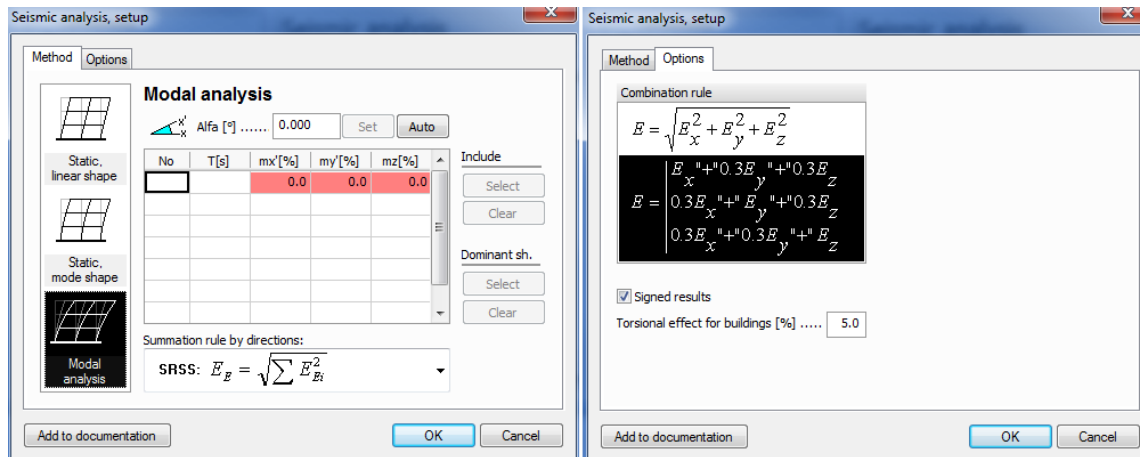 Seismic analysis, setup
Method Options
Static,
linear shape
Static,
mode shape
Modal
analysis
Modal analysis
x'
x
Alfa [°] ...... 0.000 Set Auto
No T[s] mx'[%] my'[%] mz[%]
0.0 0.0 0.0
Include
Select
Clear
Dominant sh.
Select
Clear
Summation rule by directions:
SRSS: E_E = √∑ E_Ei^2
Add to documentation OK Cancel
Seismic analysis, setup
Method Options
Combination rule
E = √E_x^2 + E_y^2 + E_z^2
E_x "+"0.3E_y "+"0.3E_z
E = 0.3E_x "+" E_y "+"0.3E_z
0.3E_x "+"0.3E_y "+" E_z
Signed results
Torsional effect for buildings [%] ..... 5.0
Add to documentation OK Cancel